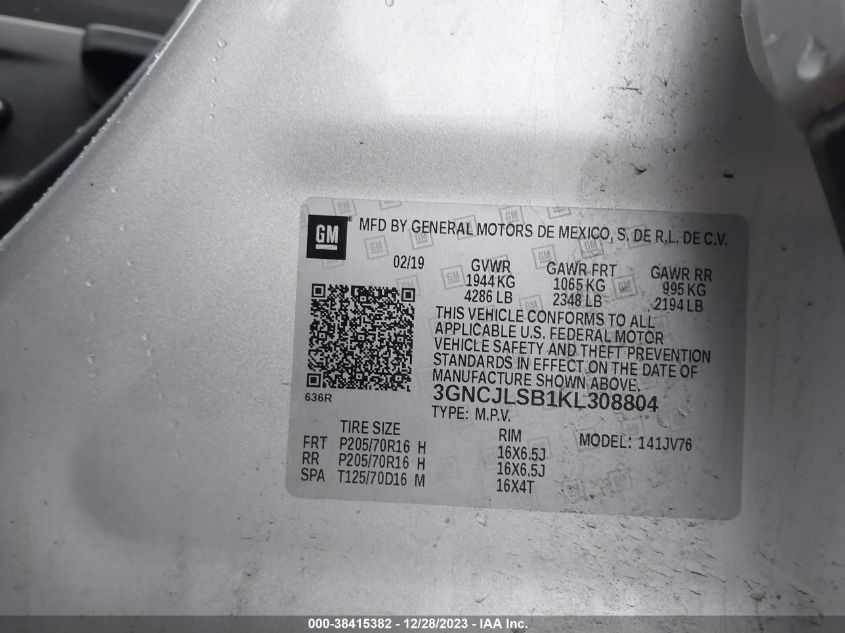 GM
MFD BY GENERAL MOTORS DE MEXICO, S. DE R.L. DE C.V.
02/19 GVWR GAWR FRT GAWR RR
1944 KG 1065 KG 995 KG
4286 LB 2348 LB 2194 LB
THIS VEHICLE CONFORMS TO ALL
APPLICABLE U.S. FEDERAL MOTOR
VEHICLE SAFETY AND THEFT PREVENTION
STANDARDS IN EFFECT ON THE DATE OF
MANUFACTURE SHOWN ABOVE.
636R
3GNCJLSB1KL308804
TYPE: M.P.V.
TIRE SIZE RIM MODEL: 141JV76
FRT P205/70R16 H 16X6.5J
RR P205/70R16 H 16X6.5J
SPA T125/70D16 M 16X4T
000-38415382 - 12/28/2023 - IAA Inc.